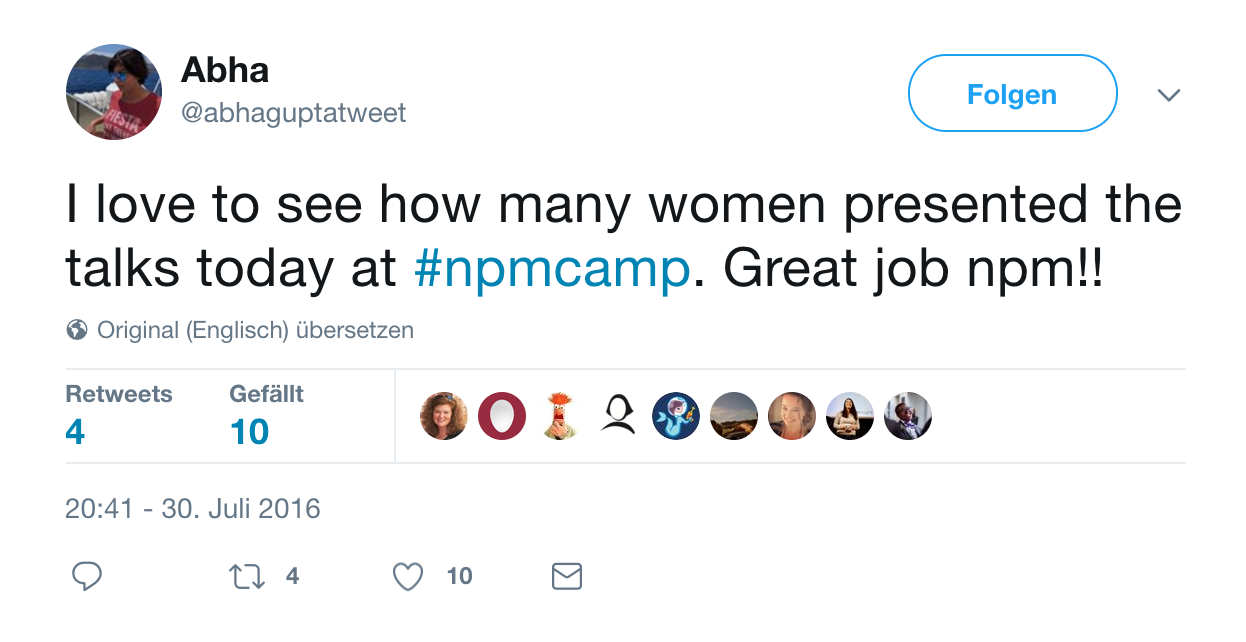 Abha
@abhaguptatweet
Folgen
I love to see how many women presented the
talks today at #npmcamp. Great job npm!!
Original (Englisch) übersetzen
Retweets
4
Gefällt
10
20:41 - 30. Juli 2016
4
10